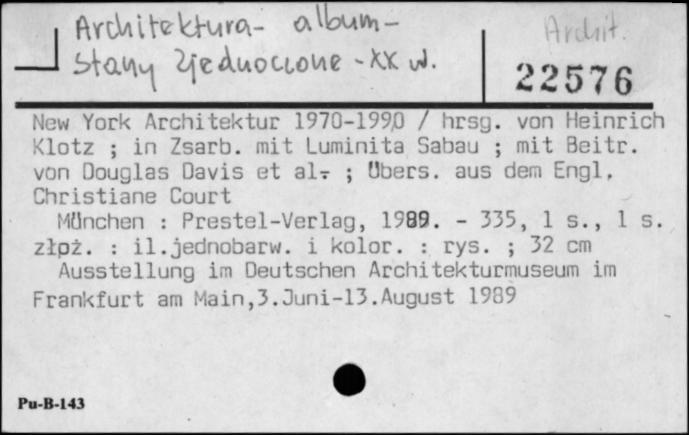 Architektura- album-
Stany Zjednoczone - XX w.
Archit.
22576
New York Architektur 1970-1990 / hrsg. von Heinrich
Klotz ; in Zsarb. mit Luminita Sabau ; mit Beitr.
von Douglas Davis et al. ; Übers. aus dem Engl.
Christiane Court
München : Prestel-Verlag, 1989. - 335, 1 s., 1 s.
złpż. : il.jednobarw. i kolor. : rys. ; 32 cm
Ausstellung im Deutschen Architekturmuseum im
Frankfurt am Main,3.Juni-13.August 1989
Pu-B-143